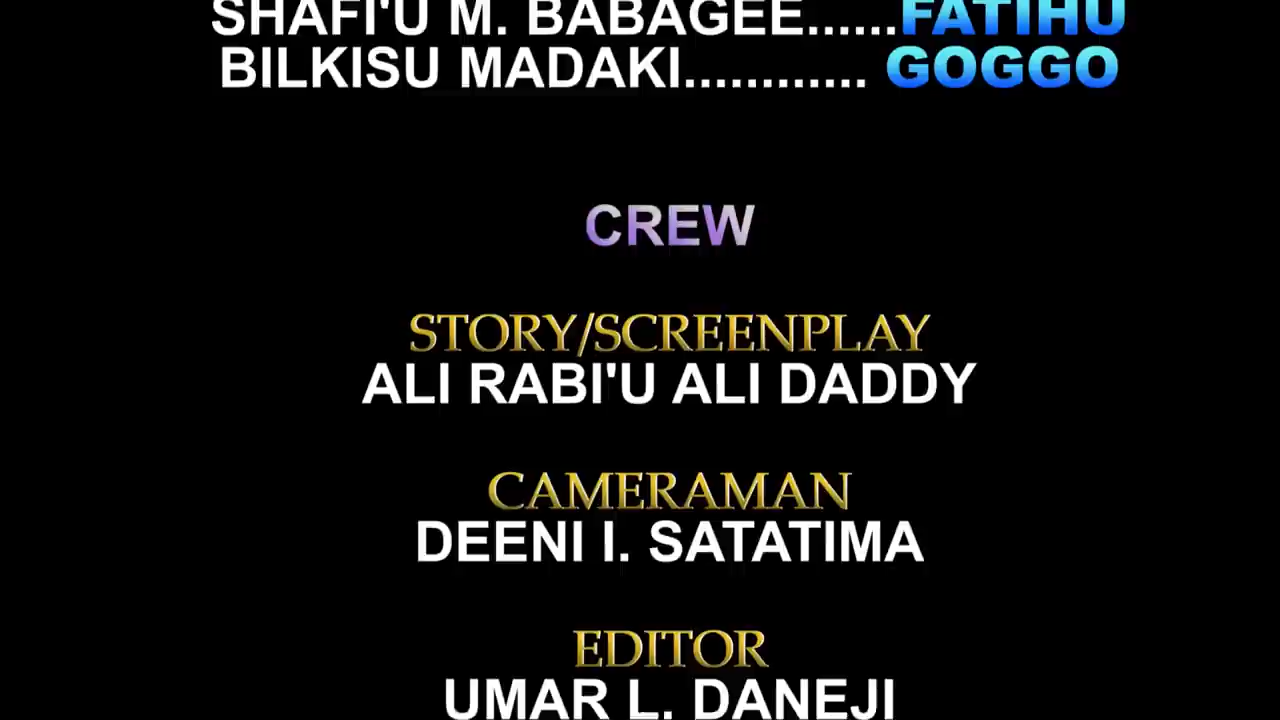 SHAFI'U M. BABAGEE......FATIHU
BILKISU MADAKI............ GOGGO
CREW
STORY/SCREENPLAY
ALI RABI'U ALI DADDY
CAMERAMAN
DEENI I. SATATIMA
EDITOR
UMAR L. DANEJI